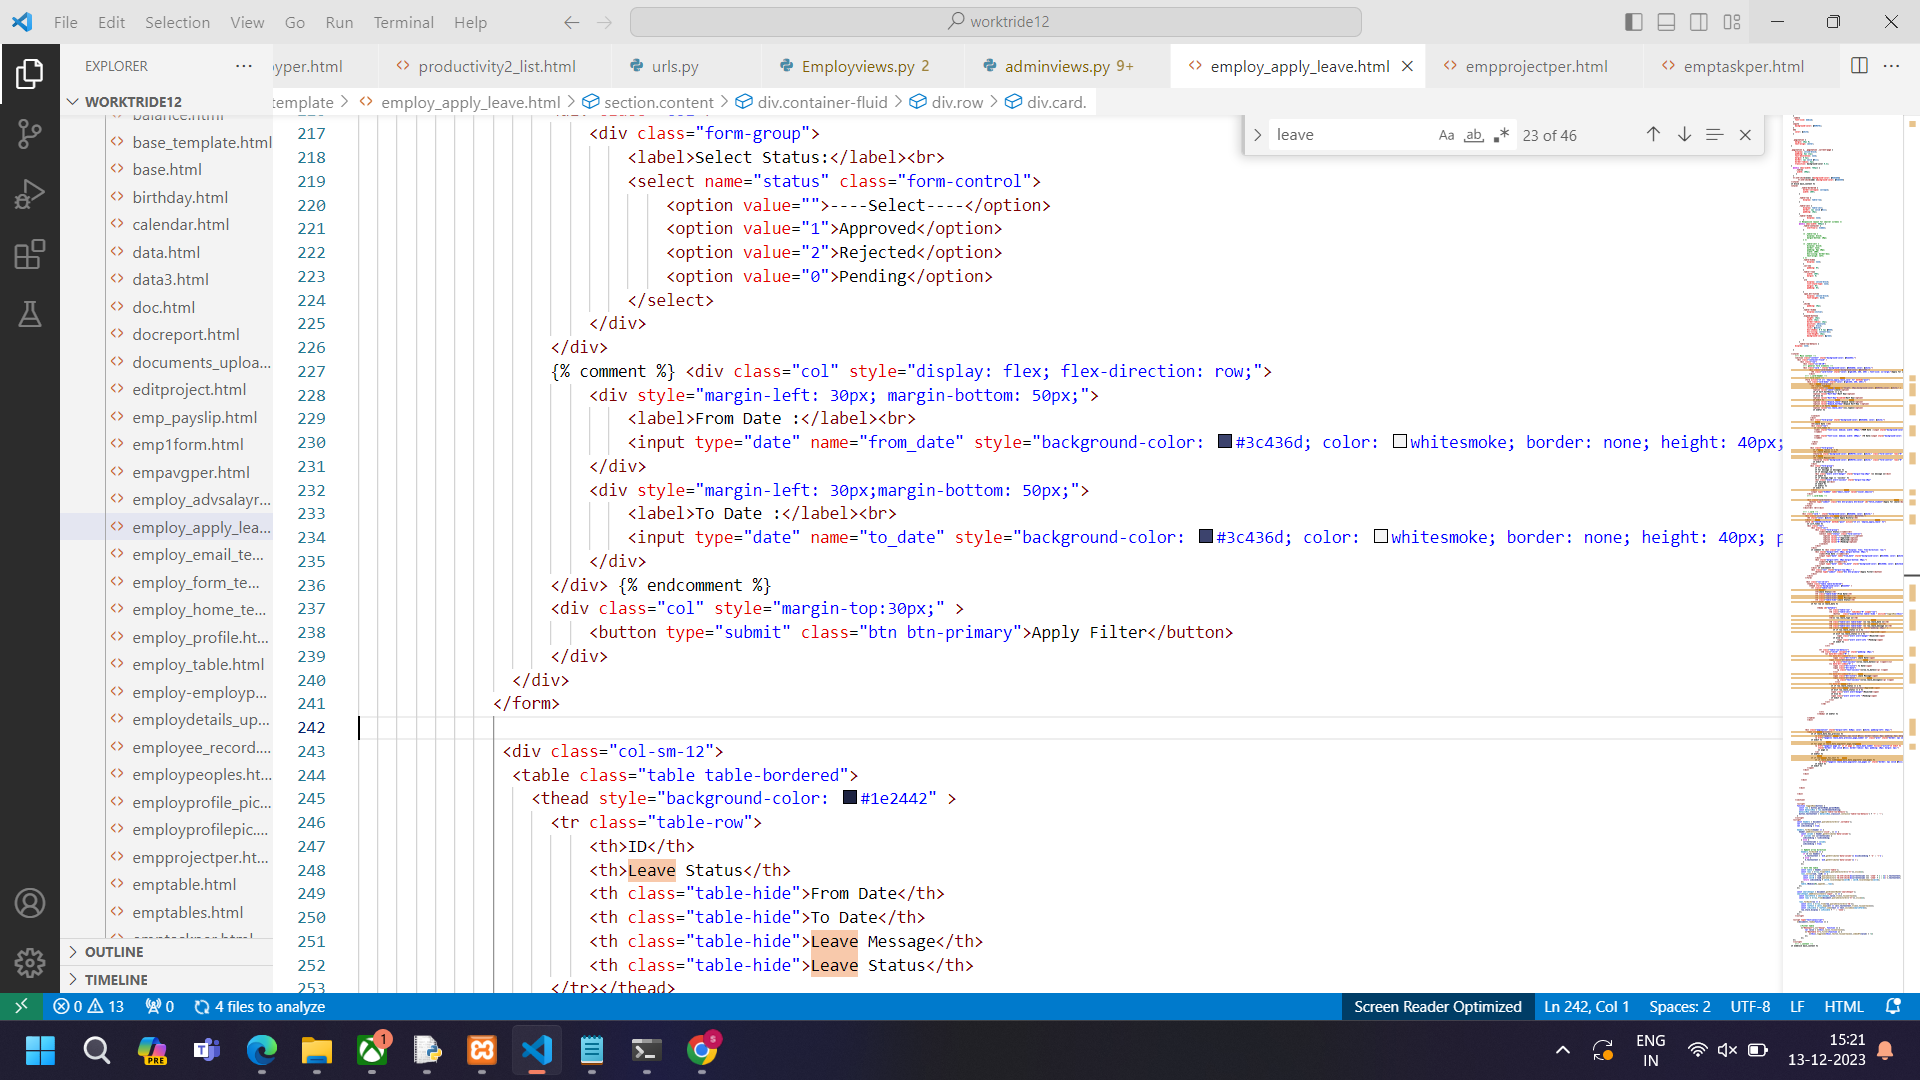 File Edit Selection View Go Run Terminal Help
worktride12
EXPLORER
yper.html
productivity2_list.html
urls.py
Employviews.py 2
adminviews.py 9+
employ_apply_leave.html
empprojectper.html
emptaskper.html
WORKTRIDE12
template > employ_apply_leave.html > section.content > div.container-fluid > div.row > div.card.
leave
Aa ab 23 of 46
balance.html
base_template.html
base.html
birthday.html
calendar.html
data.html
data3.html
doc.html
docreport.html
documents_uploa...
editproject.html
emp_payslip.html
emp1form.html
empavgper.html
employ_advsalayr...
employ_apply_lea...
employ_email_te...
employ_form_te...
employ_home_te...
employ_profile.ht...
employ_table.html
employ-employp...
employdetails_up...
employee_record....
employpeoples.ht...
employprofile_pic...
employprofilepic....
empprojectper.ht...
emptable.html
emptables.html
OUTLINE
TIMELINE
217 <div class="form-group">
218 <label>Select Status:</label><br>
219 <select name="status" class="form-control">
220 <option value="">----Select----</option>
221 <option value="1">Approved</option>
222 <option value="2">Rejected</option>
223 <option value="0">Pending</option>
224 </select>
225 </div>
226 </div>
227 {% comment %} <div class="col" style="display: flex; flex-direction: row;">
228 <div style="margin-left: 30px; margin-bottom: 50px;">
229 <label>From Date :</label><br>
230 <input type="date" name="from_date" style="background-color: #3c436d; color: whitesmoke; border: none; height: 40px;
231 </div>
232 <div style="margin-left: 30px;margin-bottom: 50px;">
233 <label>To Date :</label><br>
234 <input type="date" name="to_date" style="background-color: #3c436d; color: whitesmoke; border: none; height: 40px; p
235 </div>
236 </div> {% endcomment %}
237 <div class="col" style="margin-top:30px;" >
238 <button type="submit" class="btn btn-primary">Apply Filter</button>
239 </div>
240 </div>
241 </form>
242
243 <div class="col-sm-12">
244 <table class="table table-bordered">
245 <thead style="background-color: #1e2442" >
246 <tr class="table-row">
247 <th>ID</th>
248 <th>Leave Status</th>
249 <th class="table-hide">From Date</th>
250 <th class="table-hide">To Date</th>
251 <th class="table-hide">Leave Message</th>
252 <th class="table-hide">Leave Status</th>
253 </tr></thead>
0 13 0 4 files to analyze
Screen Reader Optimized Ln 242, Col 1 Spaces: 2 UTF-8 LF HTML
PRE
1
S
ENG
IN
15:21
13-12-2023